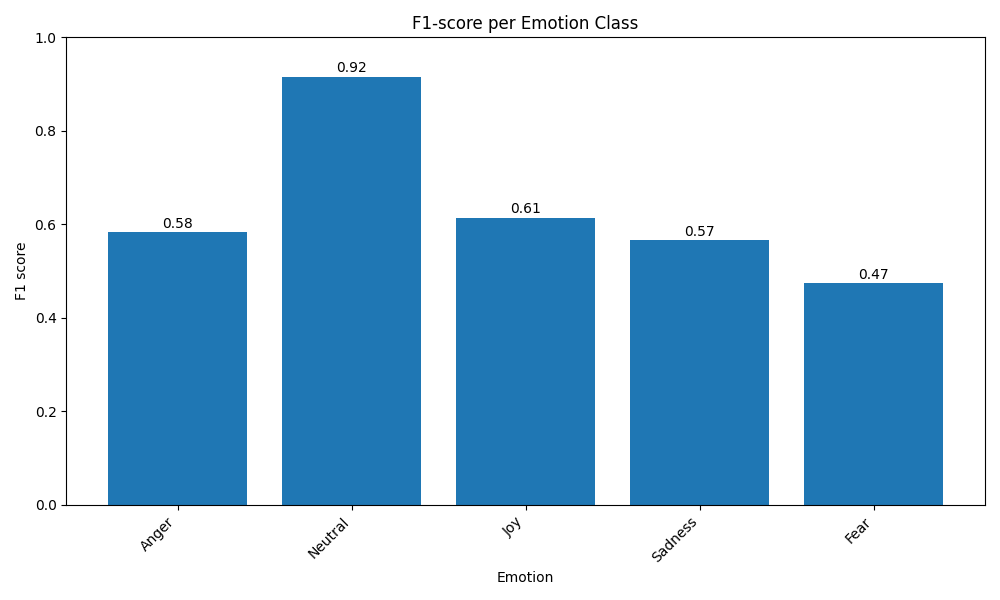 F1-score per Emotion Class
F1 score
1.0
0.8
0.6
0.4
0.2
0.0
0.58
0.92
0.61
0.57
0.47
Anger
Neutral
Joy
Sadness
Fear
Emotion